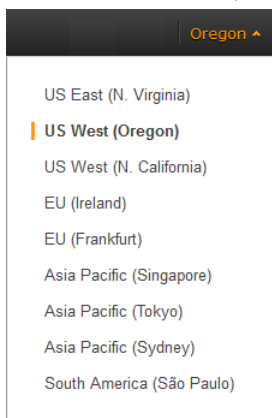 Oregon
US East (N. Virginia)
US West (Oregon)
US West (N. California)
EU (Ireland)
EU (Frankfurt)
Asia Pacific (Singapore)
Asia Pacific (Tokyo)
Asia Pacific (Sydney)
South America (São Paulo)